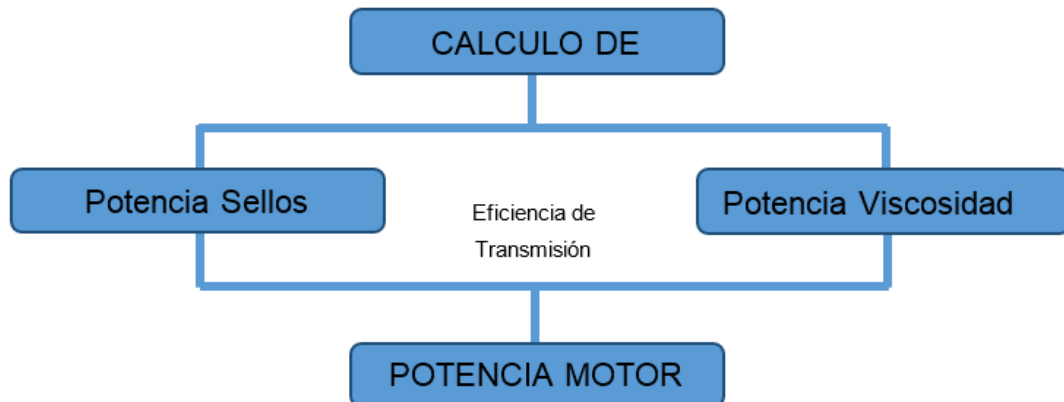 CALCULO DE
Potencia Sellos
Eficiencia de
Transmisión
Potencia Viscosidad
POTENCIA MOTOR